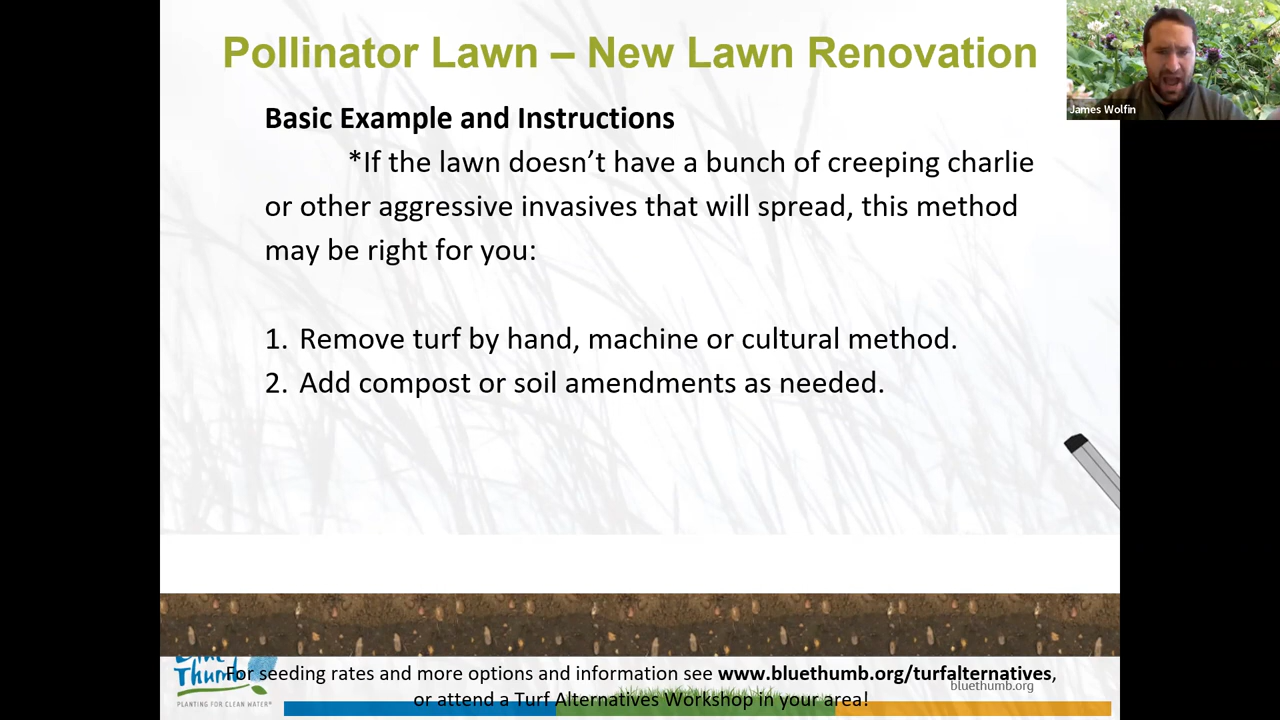 Pollinator Lawn – New Lawn Renovation
James Wolfin
Basic Example and Instructions
*If the lawn doesn’t have a bunch of creeping charlie
or other aggressive invasives that will spread, this method
may be right for you:
1. Remove turf by hand, machine or cultural method.
2. Add compost or soil amendments as needed.
Blue
Thumb
PLANTING FOR CLEAN WATER®
For seeding rates and more options and information see www.bluethumb.org/turfalternatives,
bluethumb.org
or attend a Turf Alternatives Workshop in your area!